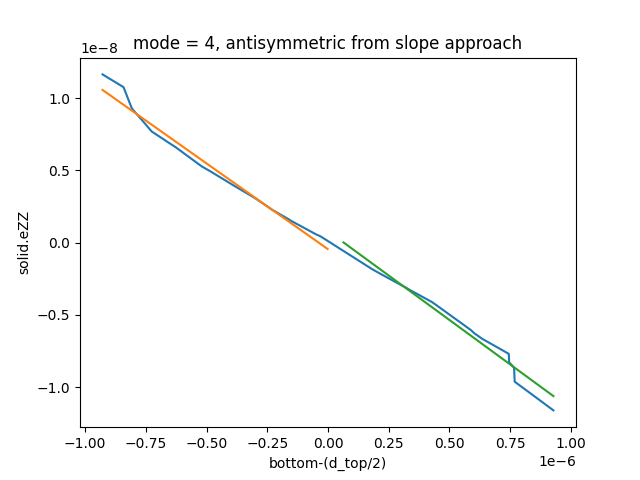 mode = 4, antisymmetric from slope approach
1e−8
1.0
0.5
0.0
−0.5
−1.0
solid.eZZ
−1.00 −0.75 −0.50 −0.25 0.00 0.25 0.50 0.75 1.00
1e−6
bottom-(d_top/2)